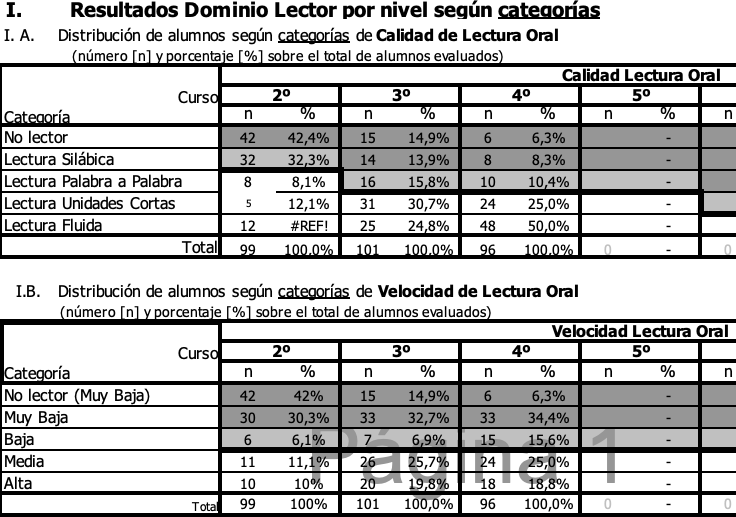 I. Resultados Dominio Lector por nivel según categorías
I. A. Distribución de alumnos según categorías de Calidad de Lectura Oral
(número [n] y porcentaje [%] sobre el total de alumnos evaluados)
Calidad Lectura Oral
Curso 2º 3º 4º 5º
Categoría n % n % n % n % n
No lector 42 42,4% 15 14,9% 6 6,3% -
Lectura Silábica 32 32,3% 14 13,9% 8 8,3% -
Lectura Palabra a Palabra 8 8,1% 16 15,8% 10 10,4% -
Lectura Unidades Cortas 5 12,1% 31 30,7% 24 25,0% -
Lectura Fluida 12 #REF! 25 24,8% 48 50,0% -
Total 99 100,0% 101 100,0% 96 100,0% 0 - 0
I.B. Distribución de alumnos según categorías de Velocidad de Lectura Oral
(número [n] y porcentaje [%] sobre el total de alumnos evaluados)
Velocidad Lectura Oral
Curso 2º 3º 4º 5º
Categoría n % n % n % n % n
No lector (Muy Baja) 42 42% 15 14,9% 6 6,3% -
Muy Baja 30 30,3% 33 32,7% 33 34,4% -
Baja 6 6,1% 7 6,9% 15 15,6% -
Media 11 11,1% 26 25,7% 24 25,0% -
Alta 10 10% 20 19,8% 18 18,8% -
Total 99 100% 101 100,0% 96 100,0% 0 - 0
Página 1